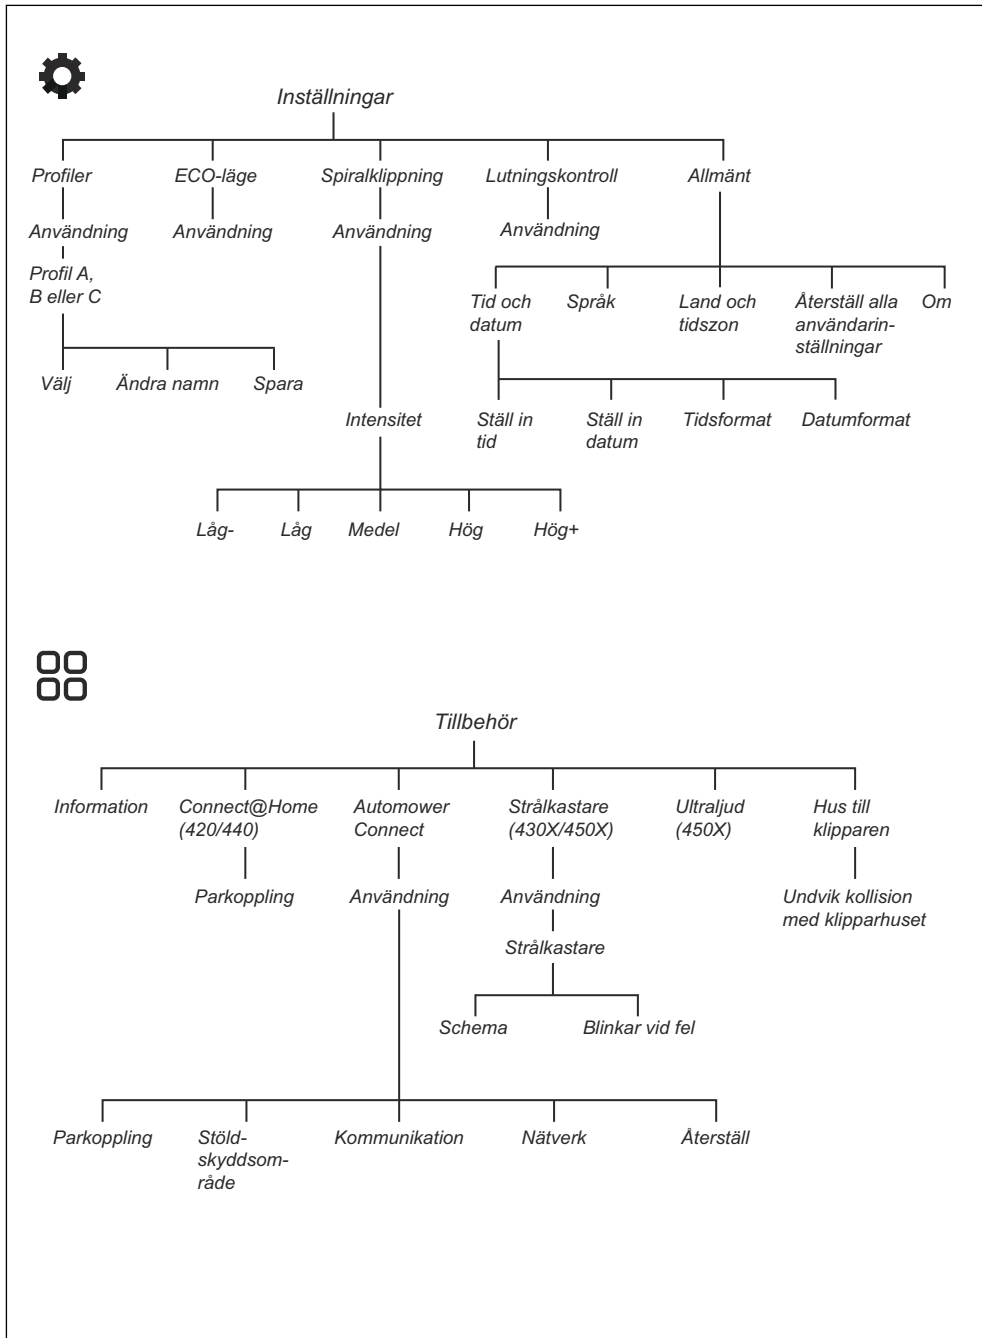 Inställningar
Profiler
ECO-läge
Spiralklippning
Lutningskontroll
Allmänt
Användning
Användning
Användning
Användning
Profil A,
B eller C
Tid och
datum
Språk
Land och
tidszon
Återställ alla
användarin-
ställningar
Om
Välj
Ändra namn
Spara
Intensitet
Ställ in
tid
Ställ in
datum
Tidsformat
Datumformat
Låg-
Låg
Medel
Hög
Hög+
Tillbehör
Information
Connect@Home
(420/440)
Automower
Connect
Strålkastare
(430X/450X)
Ultraljud
(450X)
Hus till
klipparen
Parkoppling
Användning
Användning
Undvik kollision
med klipparhuset
Strålkastare
Schema
Blinkar vid fel
Parkoppling
Stöld-
skyddsom-
råde
Kommunikation
Nätverk
Återställ